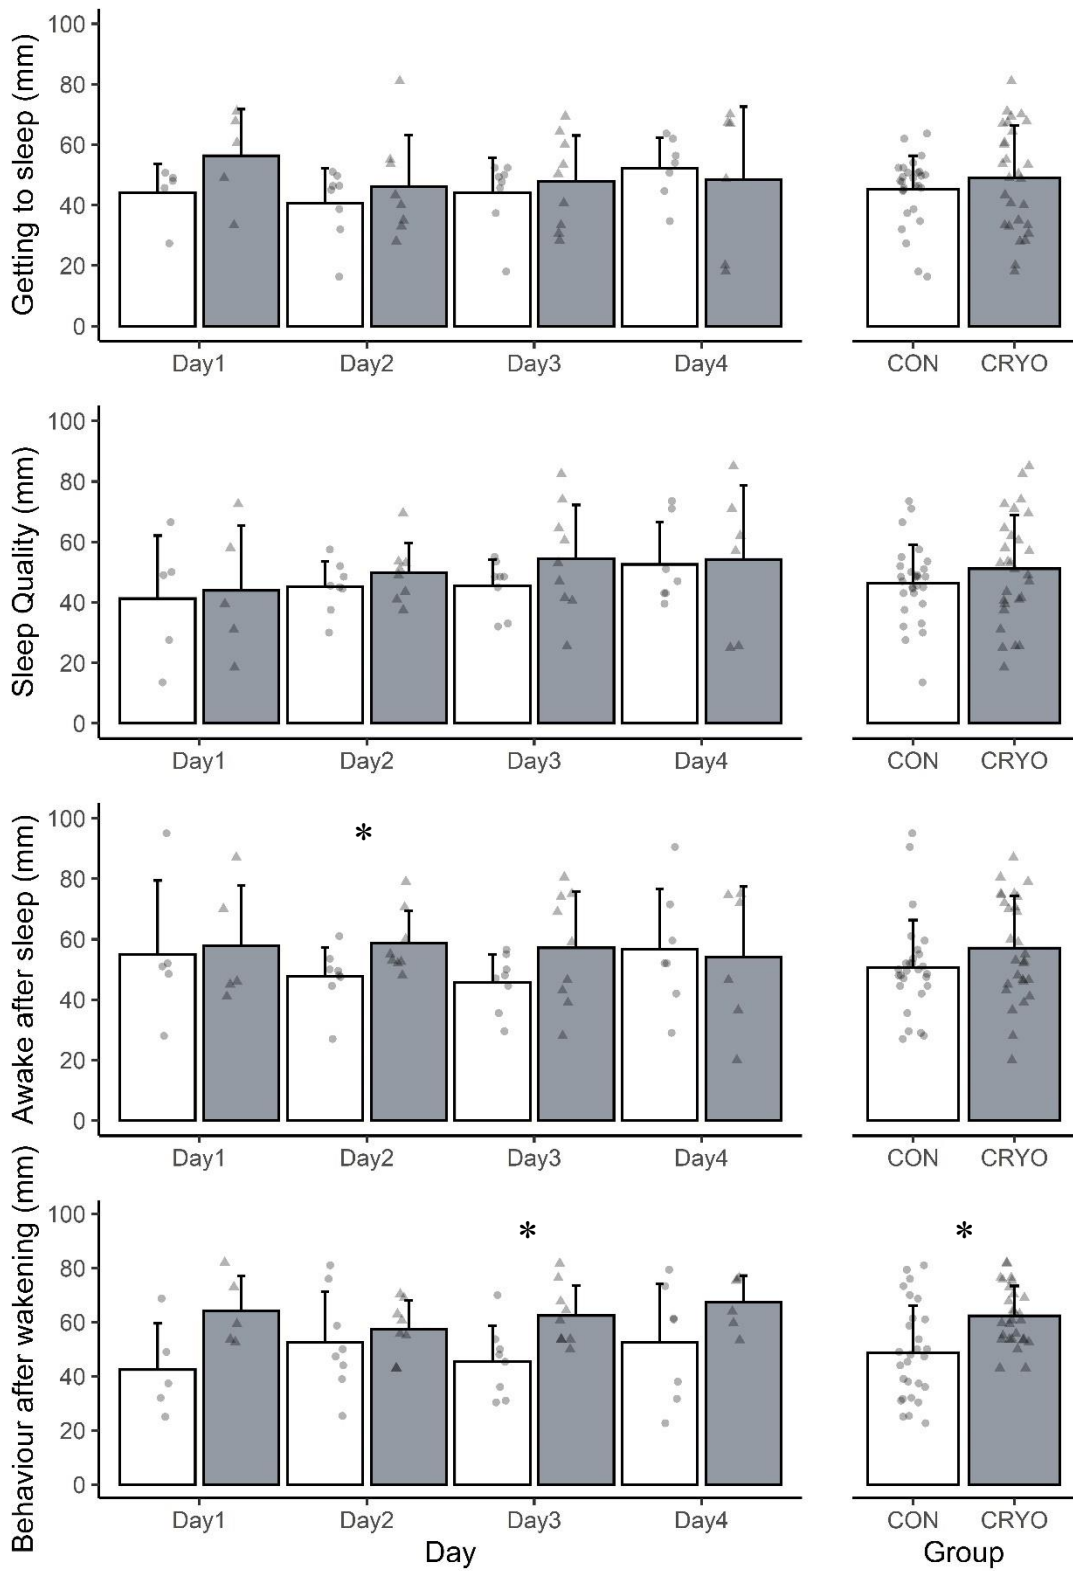 Getting to sleep (mm)
100
80
60
40
20
0
Day1 Day2 Day3 Day4 CON CRYO
Sleep Quality (mm)
100
80
60
40
20
0
Day1 Day2 Day3 Day4 CON CRYO
Awake after sleep (mm)
100
80
60
40
20
0
*
Day1 Day2 Day3 Day4 CON CRYO
Behaviour after wakening (mm)
100
80
60
40
20
0
* *
Day1 Day2 Day3 Day4 CON CRYO
Day Group